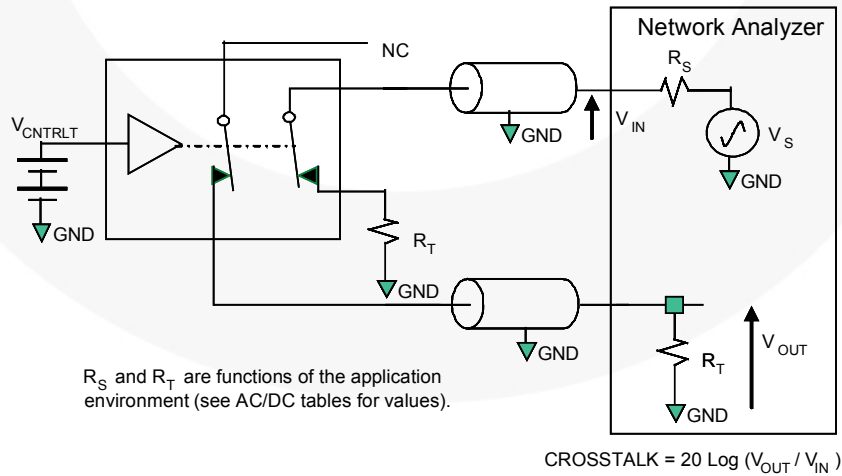 Network Analyzer
NC
R_S
V_CNTRLT
GND
V_IN
V_S
GND
GND
R_T
GND
GND
V_OUT
R_T
GND
R_S and R_T are functions of the application
environment (see AC/DC tables for values).
CROSSTALK = 20 Log (V_OUT / V_IN )